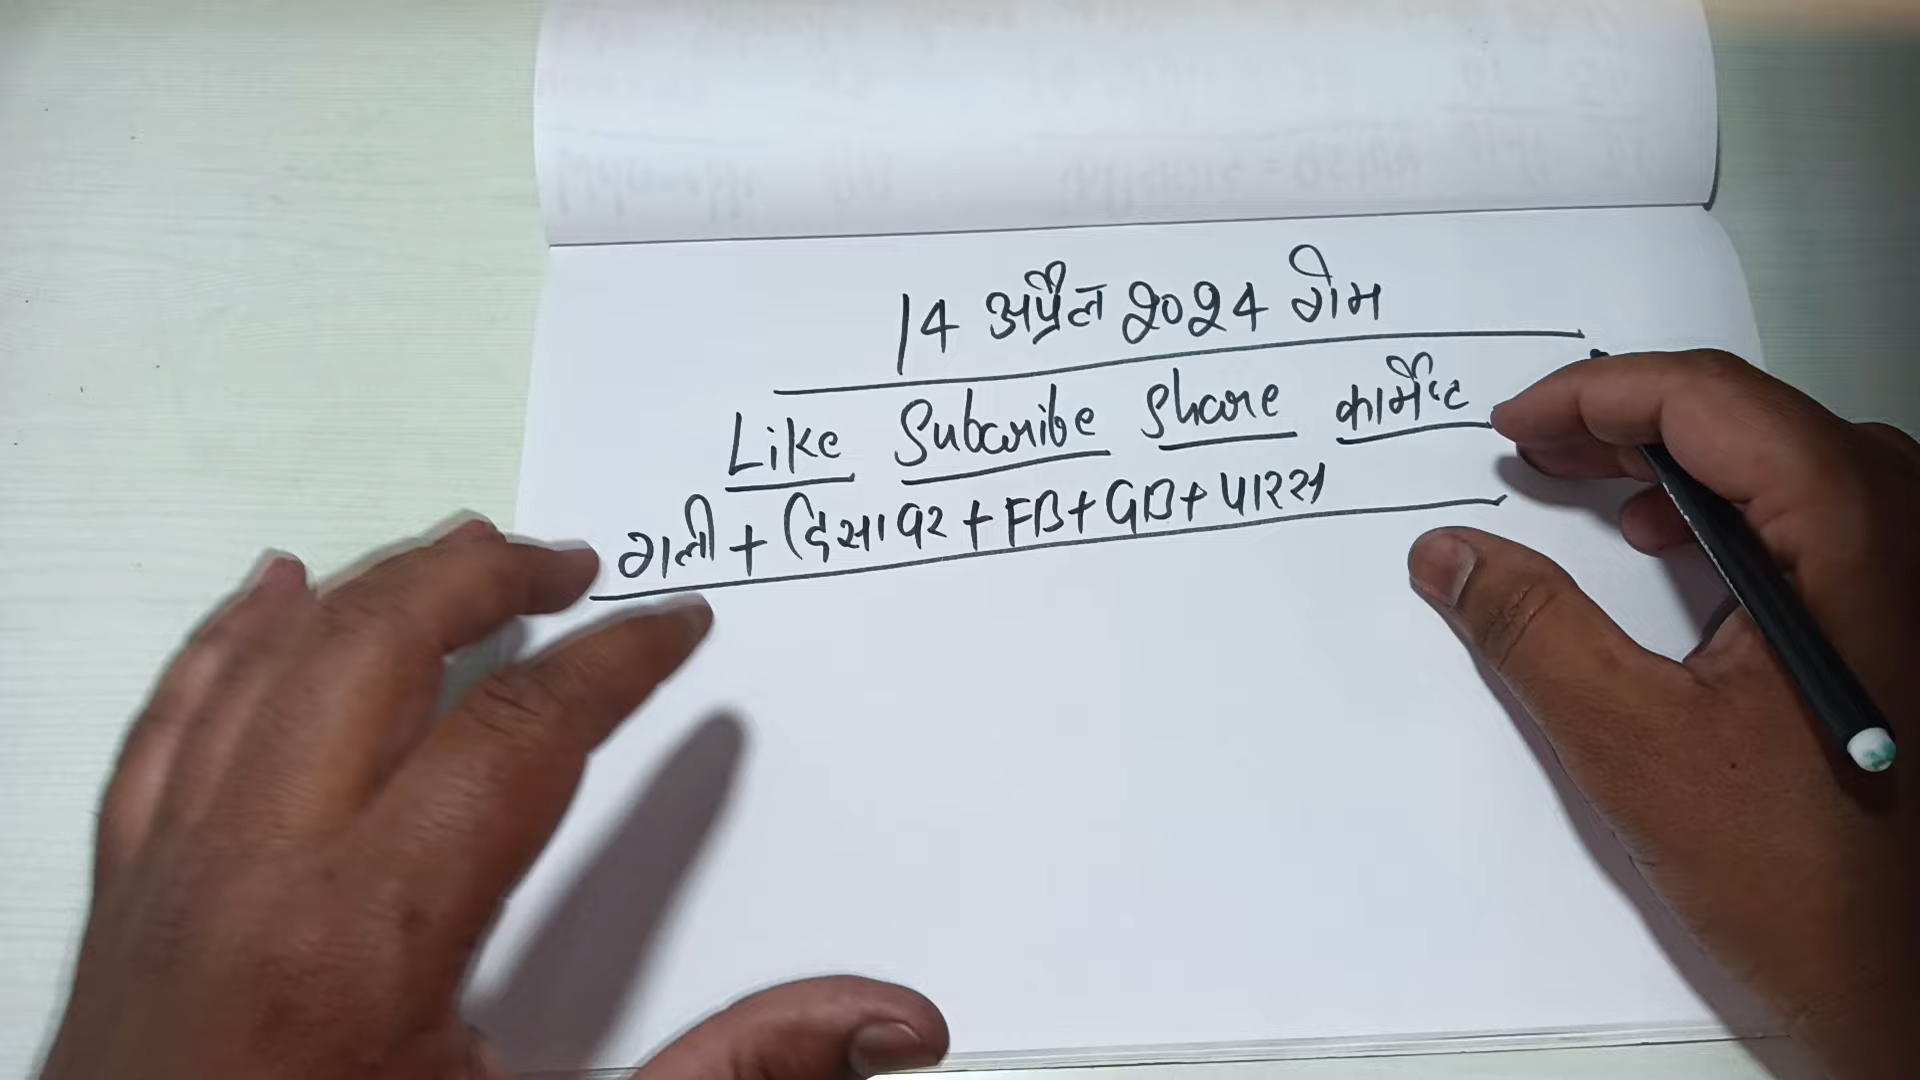 14 अप्रैल 2024 गेम
Like Subcribe Share कामेंन्ट
गली + दिसावर + FB + GB + पारस